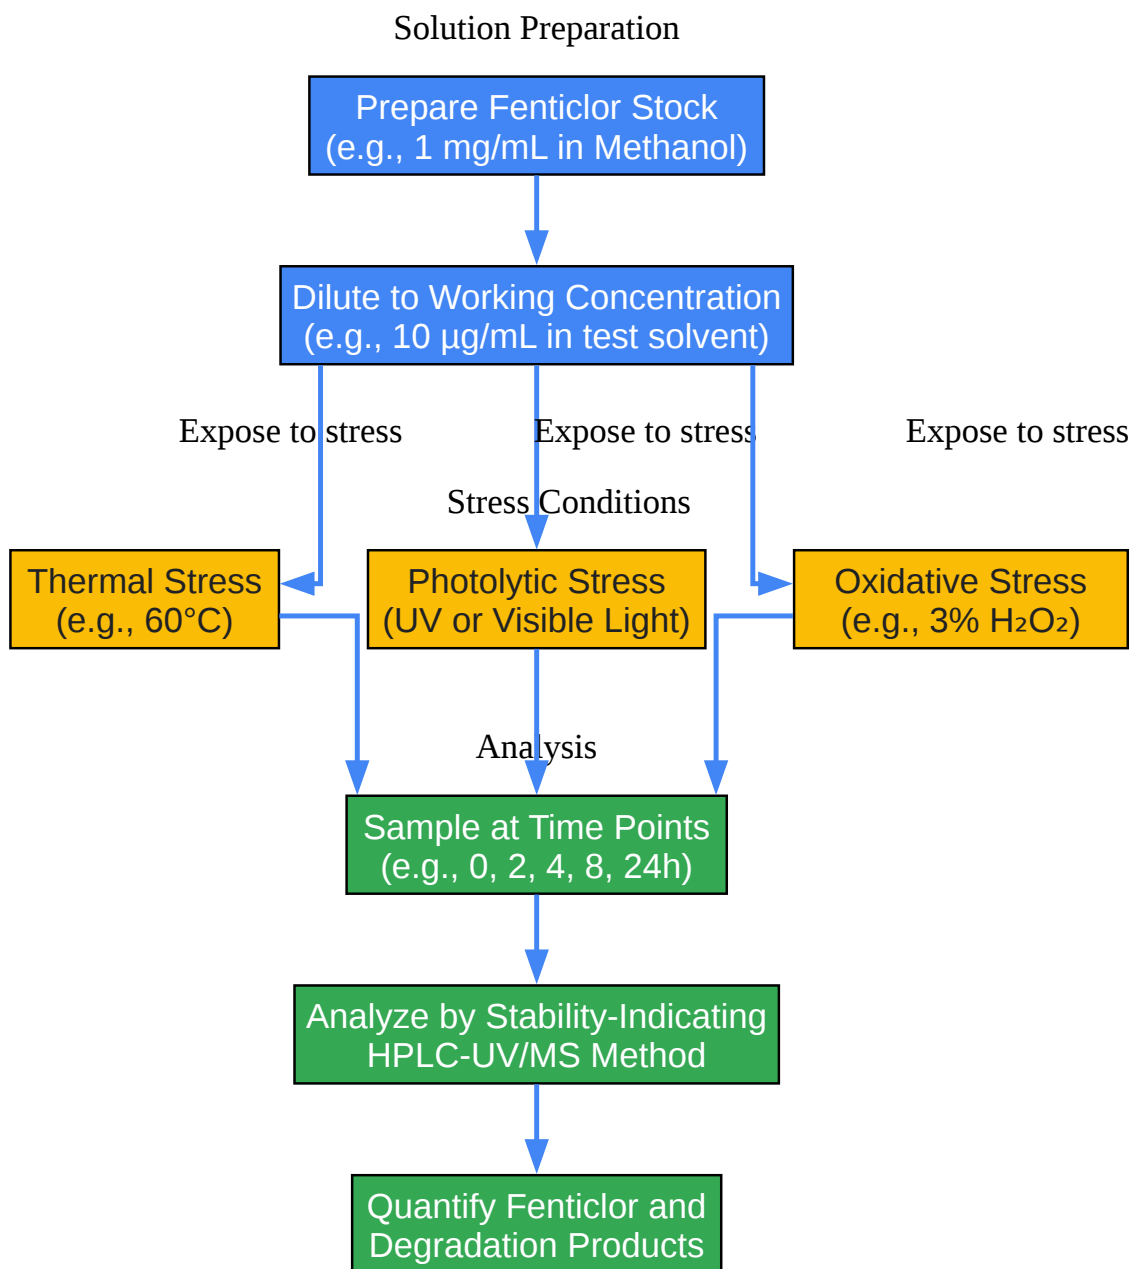 Solution Preparation
Prepare Fenticlor Stock
(e.g., 1 mg/mL in Methanol)
Dilute to Working Concentration
(e.g., 10 µg/mL in test solvent)
Expose to stress
Expose to stress
Expose to stress
Stress Conditions
Thermal Stress
(e.g., 60°C)
Photolytic Stress
(UV or Visible Light)
Oxidative Stress
(e.g., 3% H₂O₂)
Analysis
Sample at Time Points
(e.g., 0, 2, 4, 8, 24h)
Analyze by Stability-Indicating
HPLC-UV/MS Method
Quantify Fenticlor and
Degradation Products